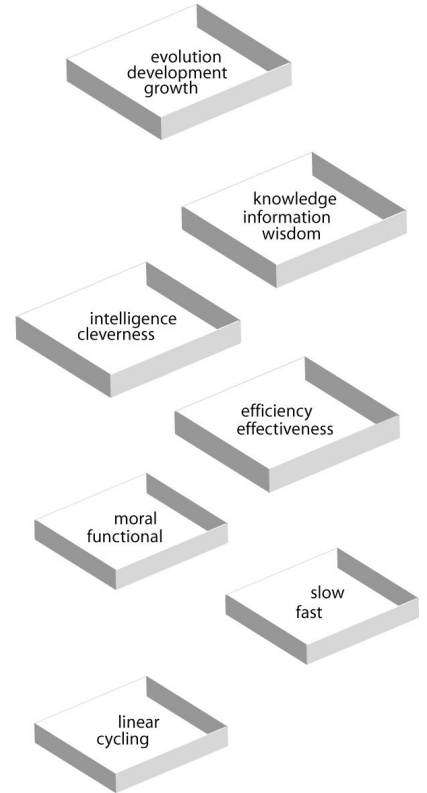 evolution
development
growth
knowledge
information
wisdom
intelligence
cleverness
efficiency
effectiveness
moral
functional
slow
fast
linear
cycling